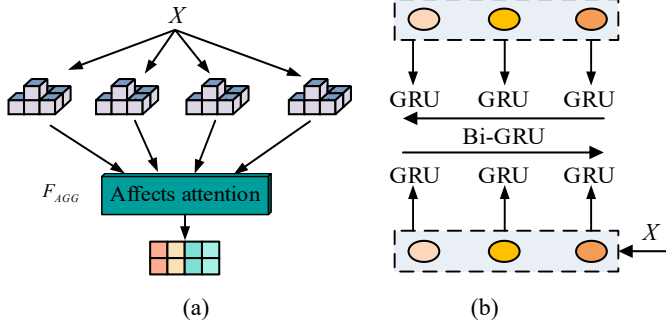 X
F_AGG Affects attention
(a)
GRU GRU GRU
Bi-GRU
GRU GRU GRU
X
(b)